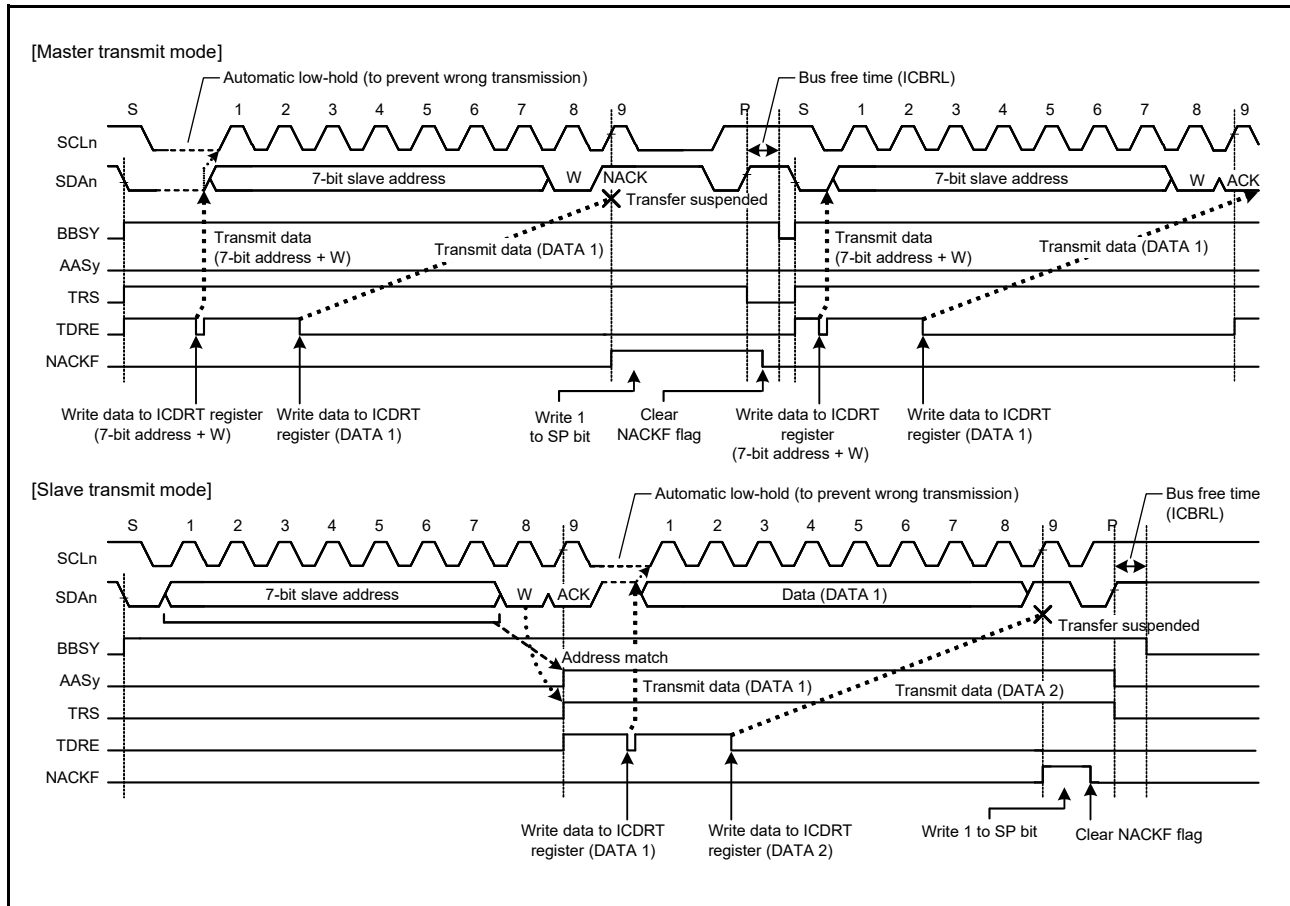 [Master transmit mode]
Automatic low-hold (to prevent wrong transmission)
Bus free time (ICBRL)
S 1 2 3 4 5 6 7 8 9 P S 1 2 3 4 5 6 7 8 9
SCLn
SDAn 7-bit slave address W NACK 7-bit slave address W ACK
Transfer suspended
BBSY
Transmit data
(7-bit address + W)
Transmit data (DATA 1)
Transmit data
(7-bit address + W)
Transmit data (DATA 1)
AASy
TRS
TDRE
NACKF
Write data to ICDRT register
(7-bit address + W)
Write data to ICDRT
register (DATA 1)
Write 1
to SP bit
Clear
NACKF flag
Write data to ICDRT
register
(7-bit address + W)
Write data to ICDRT
register (DATA 1)
[Slave transmit mode]
Automatic low-hold (to prevent wrong transmission)
Bus free time
(ICBRL)
S 1 2 3 4 5 6 7 8 9 1 2 3 4 5 6 7 8 9 P
SCLn
SDAn 7-bit slave address W ACK Data (DATA 1)
Transfer suspended
BBSY
Address match
AASy
Transmit data (DATA 1)
Transmit data (DATA 2)
TRS
TDRE
NACKF
Write data to ICDRT
register (DATA 1)
Write data to ICDRT
register (DATA 2)
Write 1 to SP bit
Clear NACKF flag